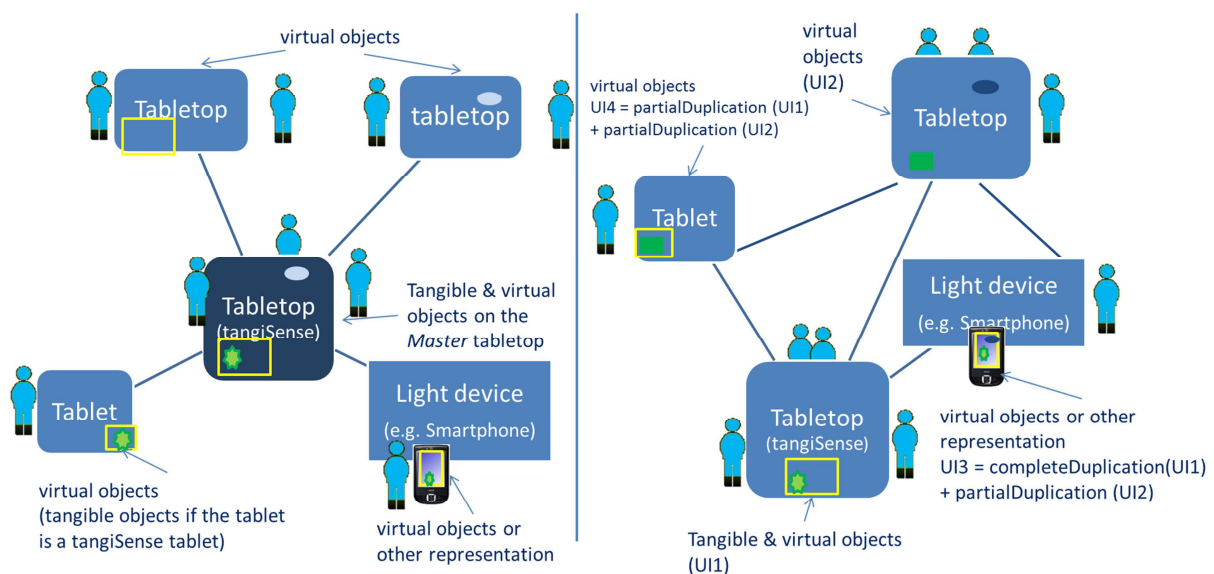 virtual objects
Tabletop
tabletop
Tabletop
(tangiSense)
Tangible & virtual
objects on the
Master tabletop
Tablet
Light device
(e.g. Smartphone)
virtual objects
(tangible objects if the tablet
is a tangiSense tablet)
virtual objects or
other representation
virtual
objects
(UI2)
virtual objects
UI4 = partialDuplication (UI1)
+ partialDuplication (UI2)
Tabletop
Tablet
Light device
(e.g. Smartphone)
Tabletop
(tangiSense)
virtual objects or other
representation
UI3 = completeDuplication(UI1)
+ partialDuplication (UI2)
Tangible & virtual objects
(UI1)